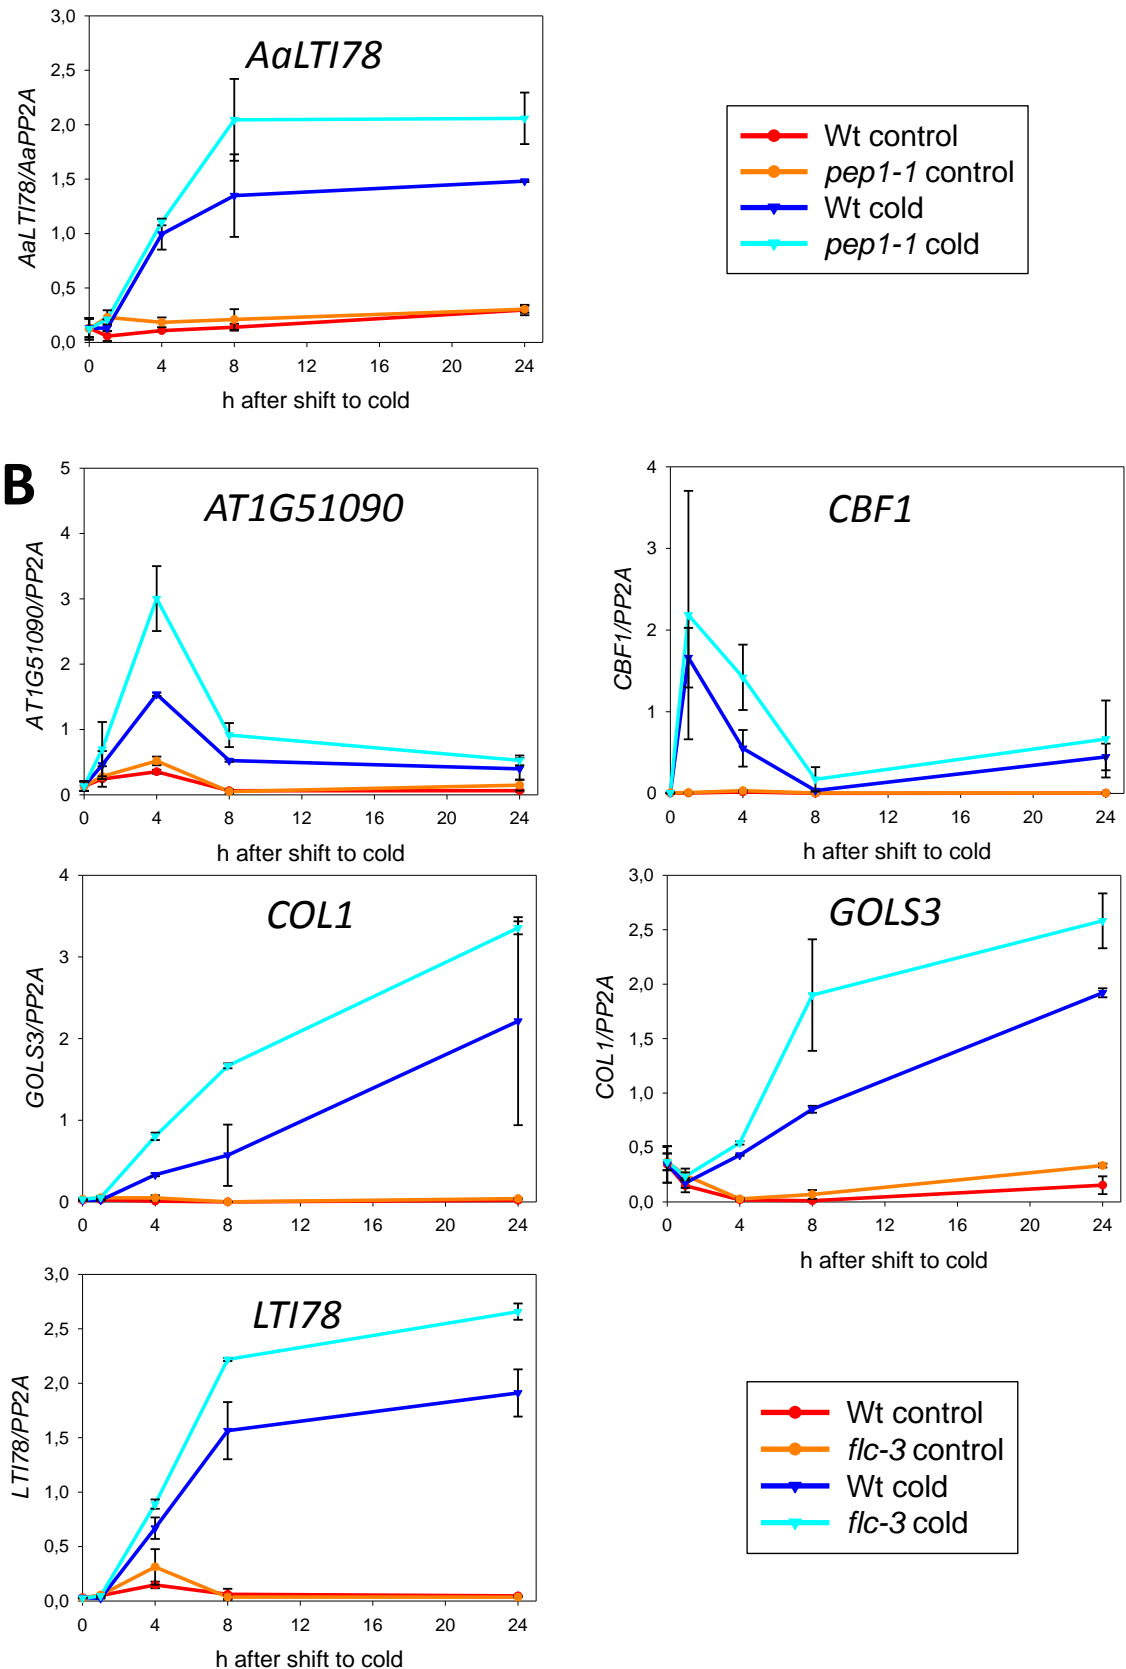 AaLTI78
AaLTI78/AaPP2A
3,0
2,5
2,0
1,5
1,0
0,5
0,0
0 4 8 12 16 20 24
h after shift to cold
Wt control
pep1-1 control
Wt cold
pep1-1 cold
B
AT1G51090
AT1G51090/PP2A
5
4
3
2
1
0
0 4 8 12 16 20 24
h after shift to cold
CBF1
CBF1/PP2A
4
3
2
1
0
0 4 8 12 16 20 24
h after shift to cold
COL1
GOLS3/PP2A
4
3
2
1
0
0 4 8 12 16 20 24
GOLS3
COL1/PP2A
3,0
2,5
2,0
1,5
1,0
0,5
0,0
0 4 8 12 16 20 24
h after shift to cold
LTI78
LTI78/PP2A
3,0
2,5
2,0
1,5
1,0
0,5
0,0
0 4 8 12 16 20 24
h after shift to cold
Wt control
flc-3 control
Wt cold
flc-3 cold